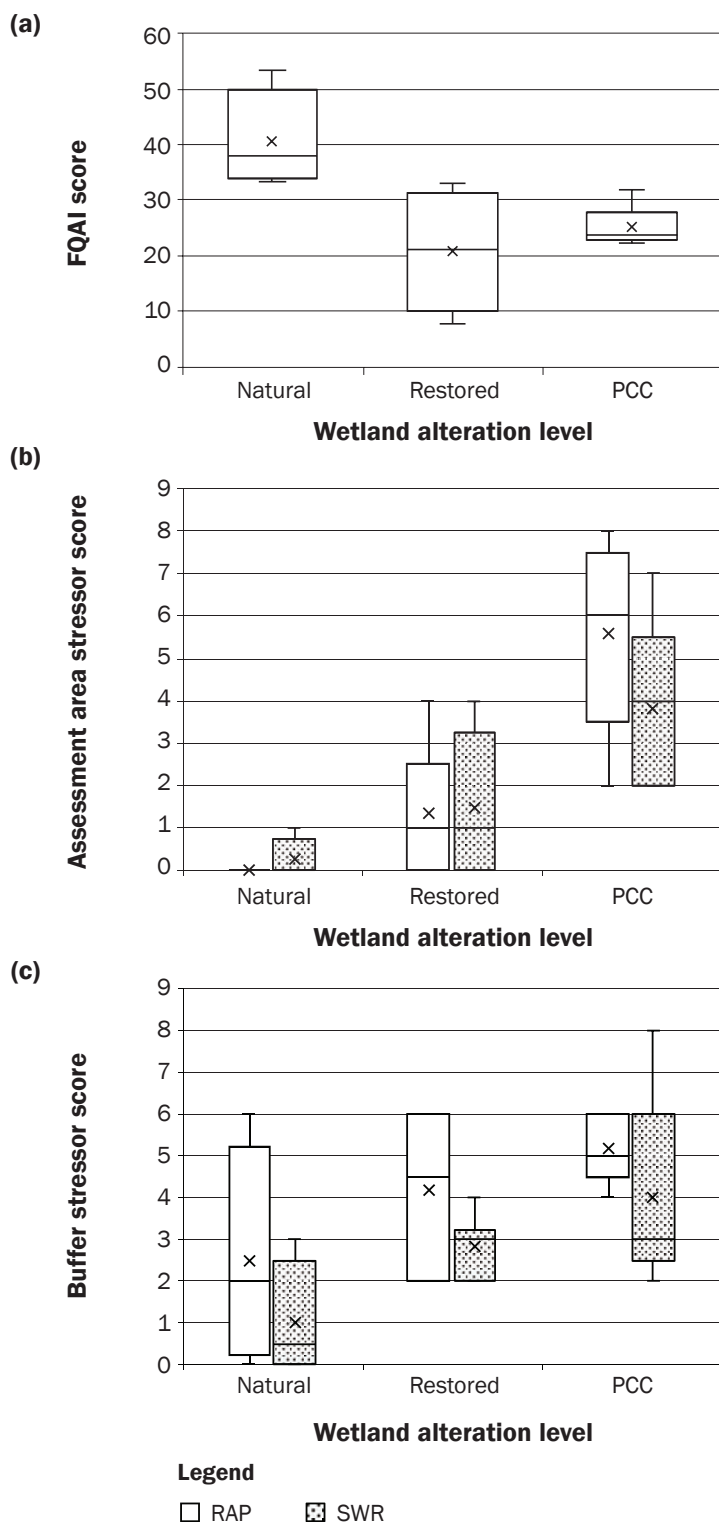 (a)
FQAI score
60
50
40
30
20
10
0
Natural Restored PCC
Wetland alteration level
(b)
Assessment area stressor score
9
8
7
6
5
4
3
2
1
0
Natural Restored PCC
Wetland alteration level
(c)
Buffer stressor score
9
8
7
6
5
4
3
2
1
0
Natural Restored PCC
Wetland alteration level
Legend
RAP SWR